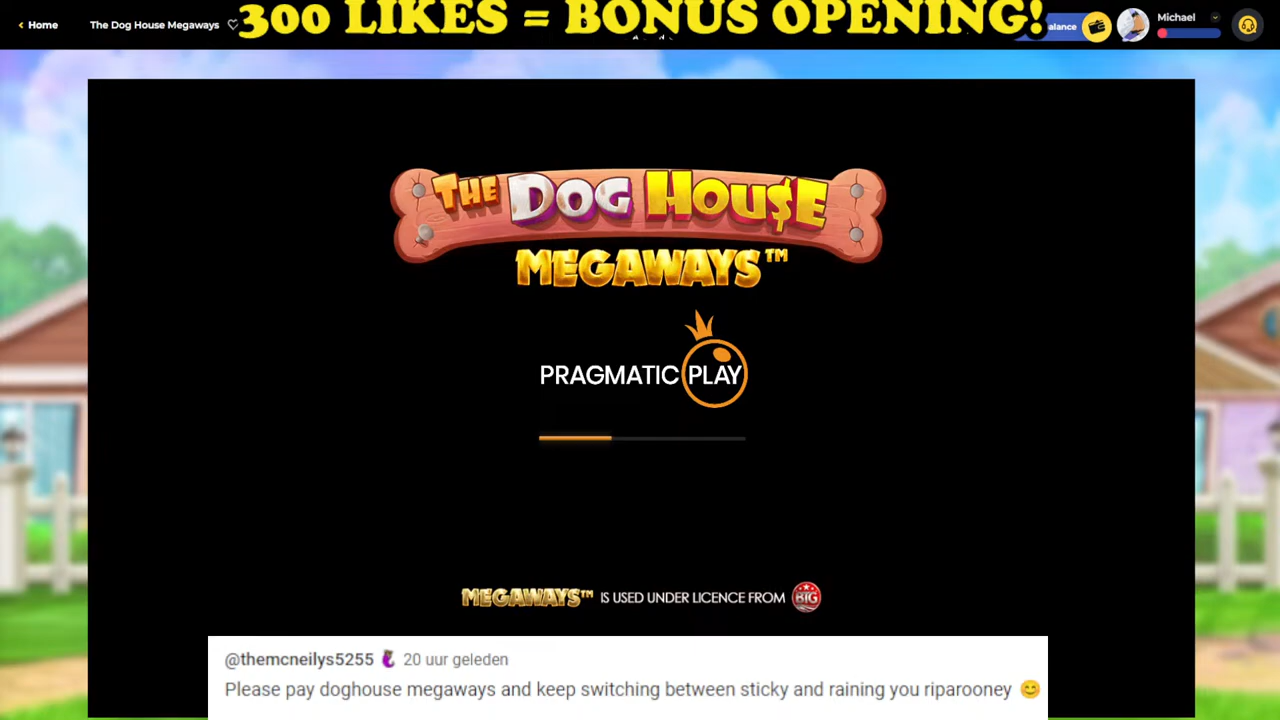 300 LIKES = BONUS OPENING!
Home
The Dog House Megaways
alance
Michael
THE DOG HOU$E
MEGAWAYS™
PRAGMATIC PLAY
MEGAWAYS™ IS USED UNDER LICENCE FROM BIG
@themcneilys5255 20 uur geleden
Please pay doghouse megaways and keep switching between sticky and raining you riparooney 😊